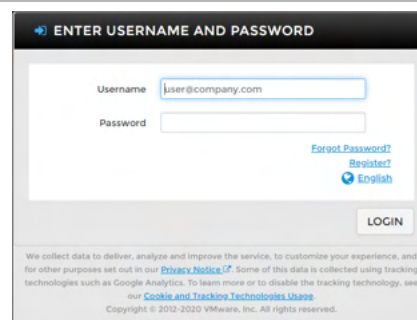 ENTER USERNAME AND PASSWORD
Username user@company.com
Password
Forgot Password?
Register?
English
LOGIN
We collect data to deliver, analyze and improve the service, to customize your experience, and
for other purposes set out in our Privacy Notice. Some of this data is collected using tracking
technologies such as Google Analytics. To learn more or to disable the tracking technology, see
our Cookie and Tracking Technologies Usage.
Copyright © 2012-2020 VMware, Inc. All rights reserved.